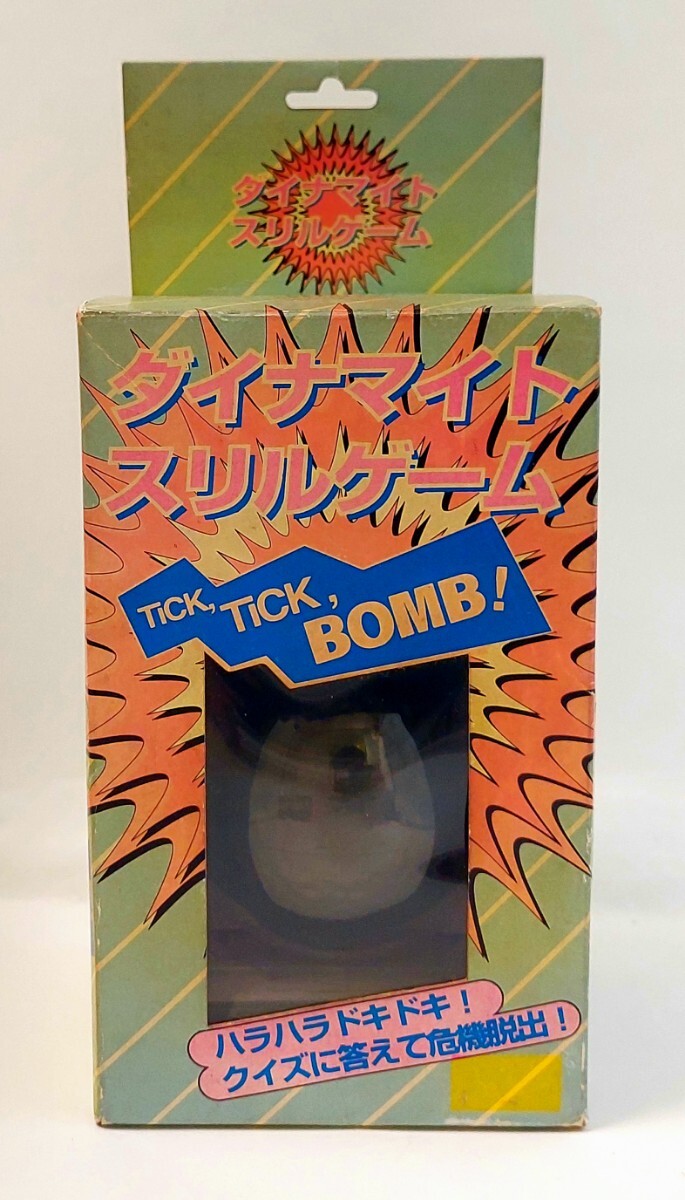 ダイナマイト
スリルゲーム
ダイナマイト
スリルゲーム
TiCK, TiCK, BOMB!
ハラハラドキドキ!
クイズに答えて危機脱出!